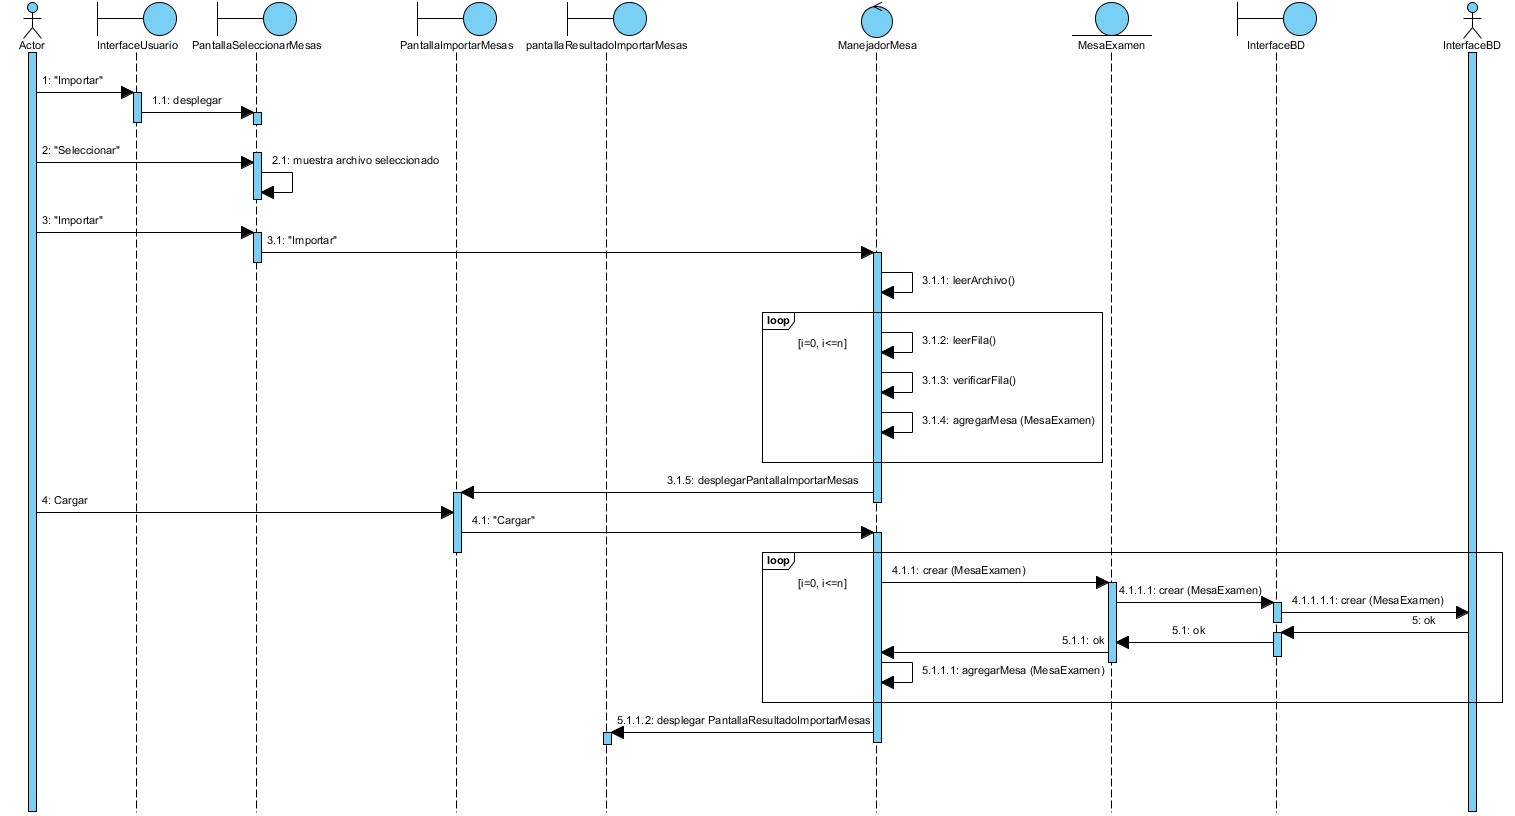 Actor
InterfaceUsuario
PantallaSeleccionarMesas
PantallaImportarMesas
pantallaResultadoImportarMesas
ManejadorMesa
MesaExamen
InterfaceBD
InterfaceBD
1: "Importar"
1.1: desplegar
2: "Seleccionar"
2.1: muestra archivo seleccionado
3: "Importar"
3.1: "Importar"
3.1.1: leerArchivo()
loop
[i=0, i<=n]
3.1.2: leerFila()
3.1.3: verificarFila()
3.1.4: agregarMesa (MesaExamen)
3.1.5: desplegarPantallaImportarMesas
4: Cargar
4.1: "Cargar"
loop
[i=0, i<=n]
4.1.1: crear (MesaExamen)
4.1.1.1: crear (MesaExamen)
4.1.1.1.1: crear (MesaExamen)
5: ok
5.1: ok
5.1.1: ok
5.1.1.1: agregarMesa (MesaExamen)
5.1.1.2: desplegar PantallaResultadoImportarMesas